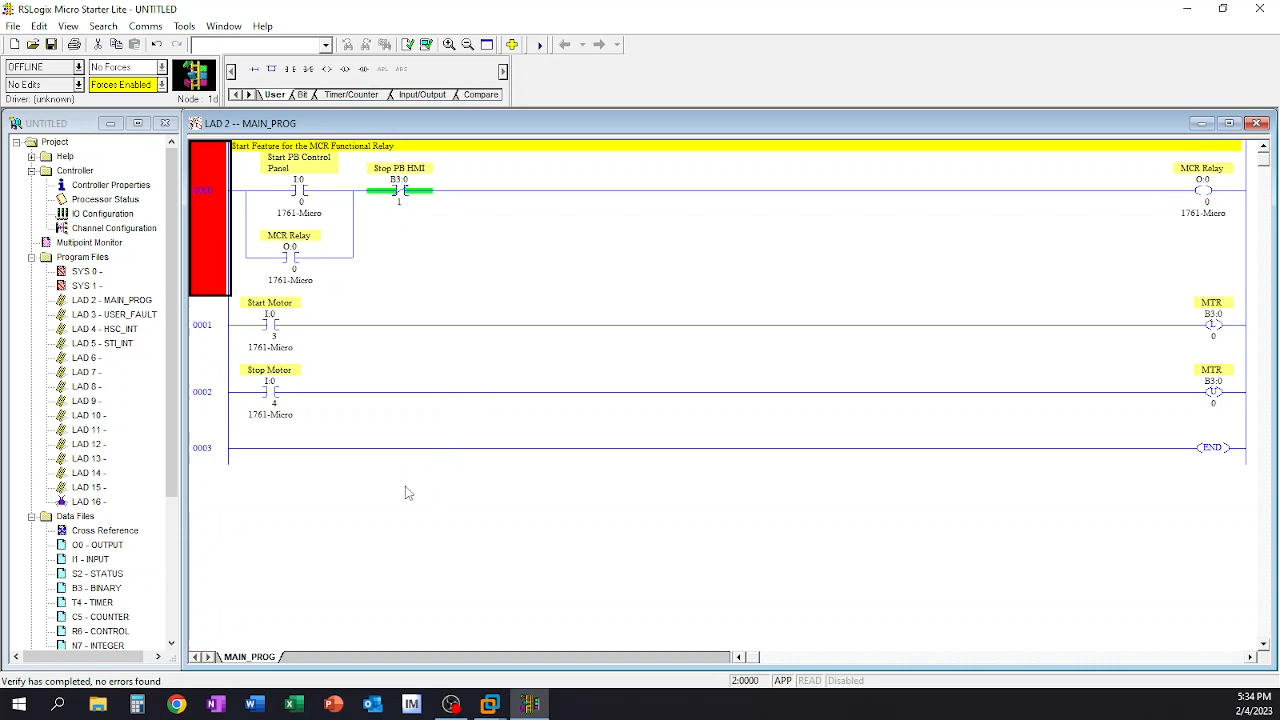 RSLogix Micro Starter Lite - UNTITLED
File Edit View Search Comms Tools Window Help
OFFLINE No Forces
No Edits Forces Enabled
Driver: (unknown) Node : 1d
User Bit Timer/Counter Input/Output Compare
UNTITLED
Project
Help
Controller
Controller Properties
Processor Status
IO Configuration
Channel Configuration
Multipoint Monitor
Program Files
SYS 0 -
SYS 1 -
LAD 2 - MAIN_PROG
LAD 3 - USER_FAULT
LAD 4 - HSC_INT
LAD 5 - STI_INT
LAD 6 -
LAD 7 -
LAD 8 -
LAD 9 -
LAD 10 -
LAD 11 -
LAD 12 -
LAD 13 -
LAD 14 -
LAD 15 -
LAD 16 -
Data Files
Cross Reference
O0 - OUTPUT
I1 - INPUT
S2 - STATUS
B3 - BINARY
T4 - TIMER
C5 - COUNTER
R6 - CONTROL
N7 - INTEGER
LAD 2 -- MAIN_PROG
Start Feature for the MCR Functional Relay
Start PB Control
Panel Stop PB HMI MCR Relay
I:0 B3:0 O:0
0000
0 1 0
1761-Micro 1761-Micro
MCR Relay
O:0
0
1761-Micro
Start Motor MTR
I:0 B3:0
0001 L
3 0
1761-Micro
Stop Motor MTR
I:0 B3:0
0002 U
4 0
1761-Micro
0003 END
MAIN_PROG
Verify has completed, no errors found 2:0000 APP READ Disabled
5:34 PM
2/4/2023